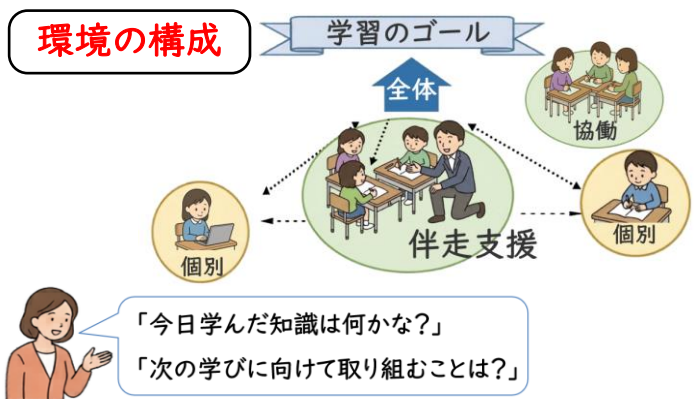 環境の構成
学習のゴール
全体
協働
個別
伴走支援
個別
「今日学んだ知識は何かな?」
「次の学びに向けて取り組むことは?」